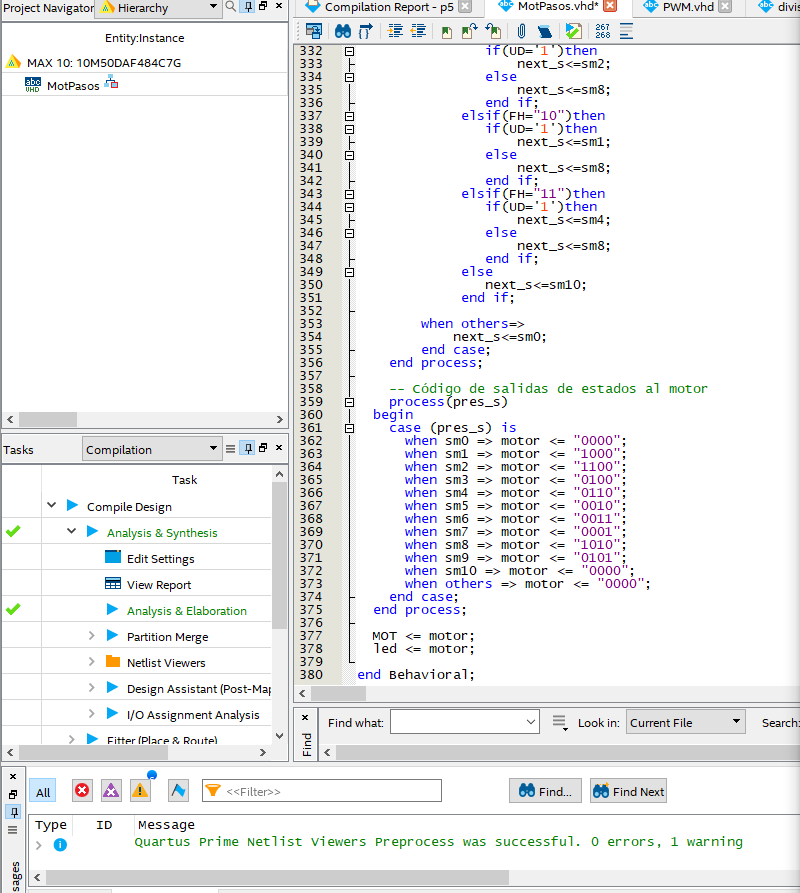 Project Navigator Hierarchy
Entity:Instance
MAX 10: 10M50DAF484C7G
MotPasos
Tasks Compilation
Task
Compile Design
Analysis & Synthesis
Edit Settings
View Report
Analysis & Elaboration
Partition Merge
Netlist Viewers
Design Assistant (Post-Map
I/O Assignment Analysis
Fitter (Place & Route)
Compilation Report - p5 MotPasos.vhd* PWM.vhd divis
267
268
332 if(UD='1')then
333 next_s<=sm2;
334 else
335 next_s<=sm8;
336 end if;
337 elsif(FH="10")then
338 if(UD='1')then
339 next_s<=sm1;
340 else
341 next_s<=sm8;
342 end if;
343 elsif(FH="11")then
344 if(UD='1')then
345 next_s<=sm4;
346 else
347 next_s<=sm8;
348 end if;
349 else
350 next_s<=sm10;
351 end if;
352
353 when others=>
354 next_s<=sm0;
355 end case;
356 end process;
357
358 -- Código de salidas de estados al motor
359 process(pres_s)
360 begin
361 case (pres_s) is
362 when sm0 => motor <= "0000";
363 when sm1 => motor <= "1000";
364 when sm2 => motor <= "1100";
365 when sm3 => motor <= "0100";
366 when sm4 => motor <= "0110";
367 when sm5 => motor <= "0010";
368 when sm6 => motor <= "0011";
369 when sm7 => motor <= "0001";
370 when sm8 => motor <= "1010";
371 when sm9 => motor <= "0101";
372 when sm10 => motor <= "0000";
373 when others => motor <= "0000";
374 end case;
375 end process;
376
377 MOT <= motor;
378 led <= motor;
379
380 end Behavioral;
Find
Find what: Look in: Current File Search:
sages
All <<Filter>> Find... Find Next
Type ID Message
Quartus Prime Netlist Viewers Preprocess was successful. 0 errors, 1 warning